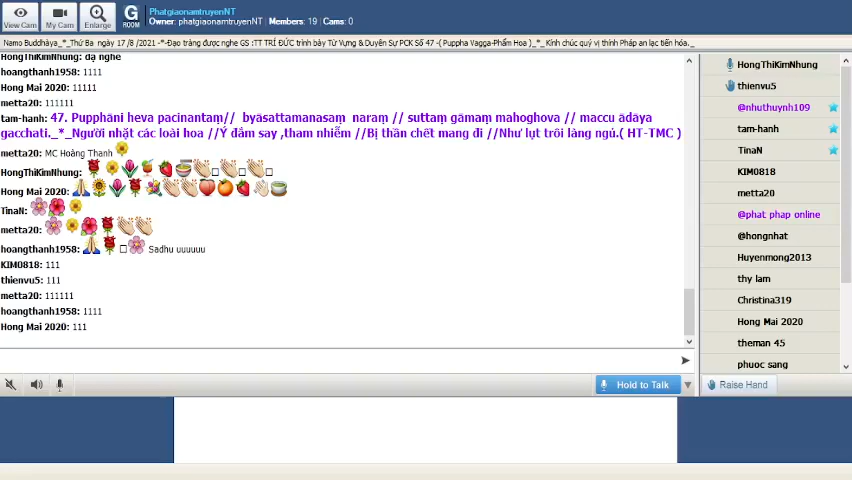 PhatgiaonamtruyenNT
Owner: phatgiaonamtruyenNT | Members: 19 | Cams: 0
View Cam
My Cam
Enlarge
G
ROOM
Namo Buddhàya_*_Thứ Ba ngày 17 /8 /2021 -*-Đạo tràng được nghe GS :TT TRÍ ĐỨC trình bày Từ Vựng & Duyên Sự PCK Số 47 -( Puppha Vagga-Phẩm Hoa )_*_ Kính chúc quý vị thính Pháp an lạc tiến hóa._
HongThiKimNhung: dạ nghe
hoangthanh1958: 1111
Hong Mai 2020: 11111
metta20: 111111
tam-hanh: 47. Pupphāni heva pacinantaṃ// byāsattamanasaṃ naraṃ // suttaṃ gāmaṃ mahoghova // maccu ādāya
gacchati._*_Người nhặt các loài hoa //Ý đắm say ,tham nhiễm //Bị thần chết mang đi //Như lụt trôi làng ngủ.( HT-TMC )
metta20: MC Hoàng Thanh
HongThiKimNhung:
Hong Mai 2020:
TinaN:
metta20:
hoangthanh1958: Sadhu uuuuuu
KIM0818: 111
thienvu5: 111
metta20: 111111
hoangthanh1958: 1111
Hong Mai 2020: 111
Hold to Talk
HongThiKimNhung
thienvu5
@nhuthuynh109
tam-hanh
TinaN
KIM0818
metta20
@phat phap online
@hongnhat
Huyenmong2013
thy lam
Christina319
Hong Mai 2020
theman 45
phuoc sang
Raise Hand